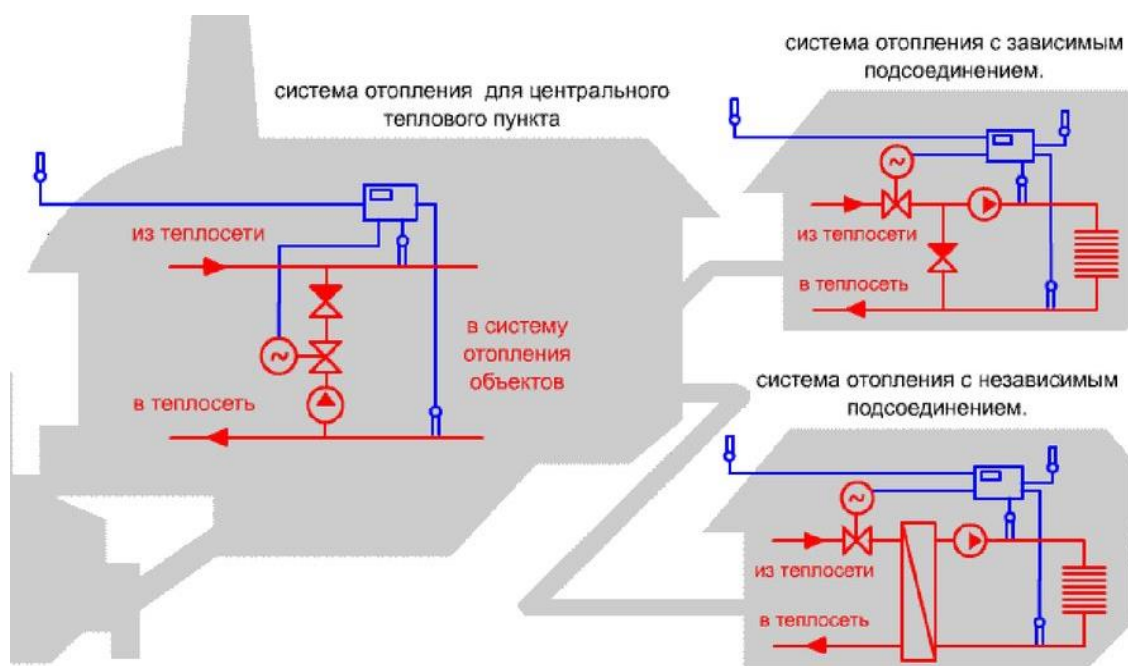 система отопления для центрального
теплового пункта
из теплосети
в систему
отопления
объектов
в теплосеть
система отопления с зависимым
подсоединением.
из теплосети
в теплосеть
система отопления с независимым
подсоединением.
из теплосети
в теплосеть